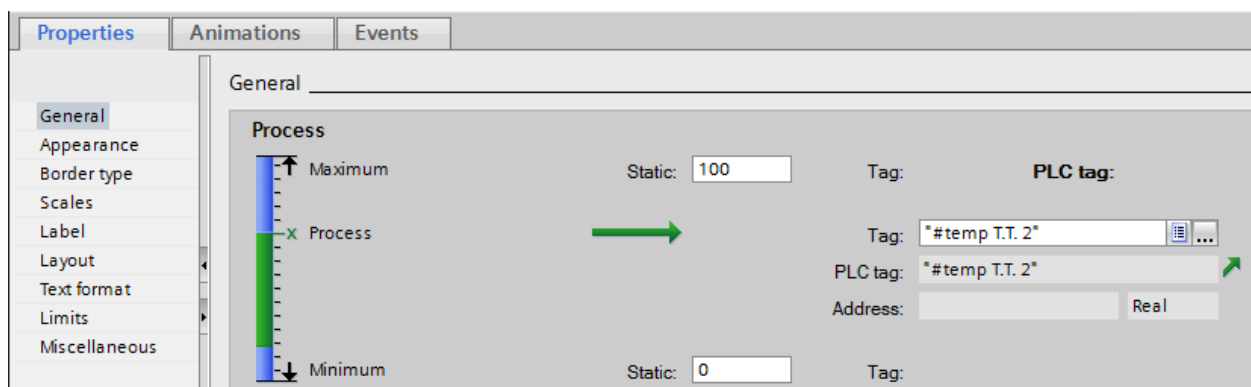 Properties Animations Events
General
General
Appearance
Border type
Scales
Label
Layout
Text format
Limits
Miscellaneous
Process
Maximum Static: 100 Tag: PLC tag:
x Process Tag: "#temp T.T. 2" ...
PLC tag: "#temp T.T. 2"
Address: Real
Minimum Static: 0 Tag: